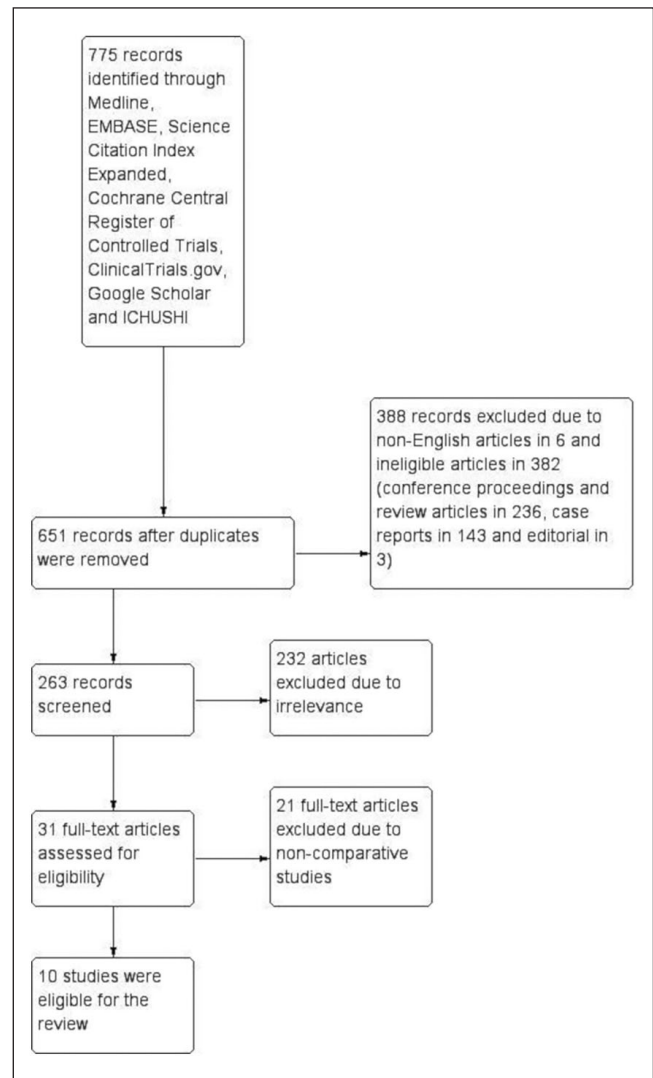 775 records
identified through
Medline,
EMBASE, Science
Citation Index
Expanded,
Cochrane Central
Register of
Controlled Trials,
ClinicalTrials.gov,
Google Scholar
and ICHUSHI
388 records excluded due to
non-English articles in 6 and
ineligible articles in 382
(conference proceedings and
review articles in 236, case
reports in 143 and editorial in
3)
651 records after duplicates
were removed
263 records
screened
232 articles
excluded due to
irrelevance
31 full-text articles
assessed for
eligibility
21 full-text articles
excluded due to
non-comparative
studies
10 studies were
eligible for the
review